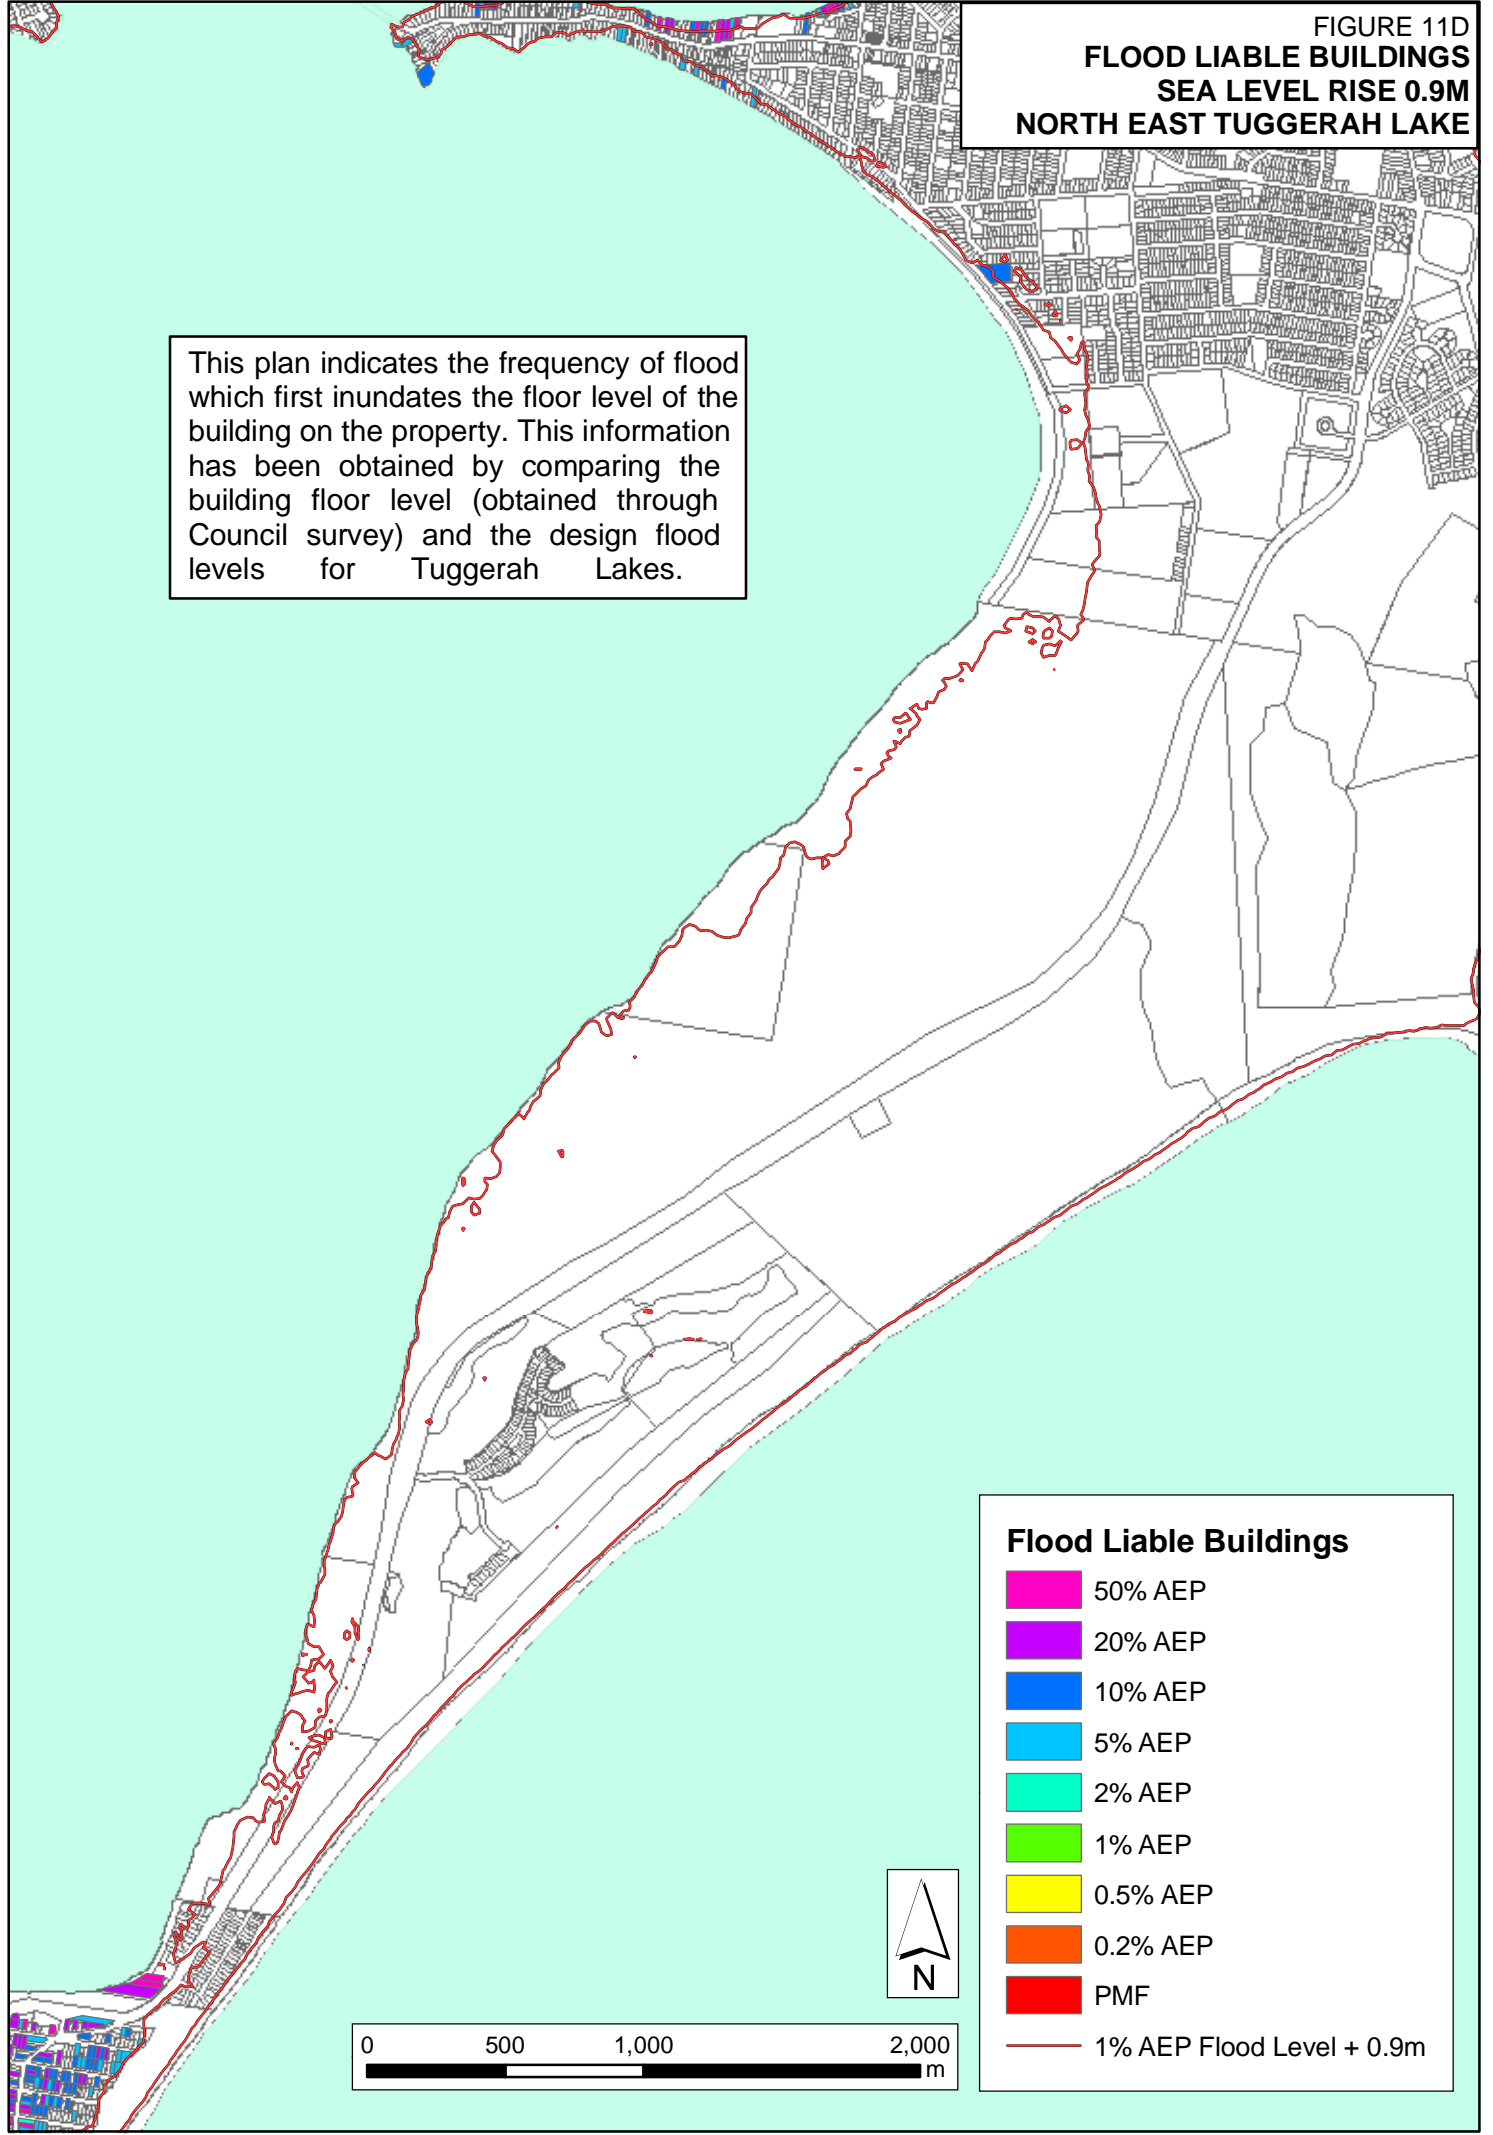 FIGURE 11D
FLOOD LIABLE BUILDINGS
SEA LEVEL RISE 0.9M
NORTH EAST TUGGERAH LAKE
This plan indicates the frequency of flood
which first inundates the floor level of the
building on the property. This information
has been obtained by comparing the
building floor level (obtained through
Council survey) and the design flood
levels for Tuggerah Lakes.
Flood Liable Buildings
50% AEP
20% AEP
10% AEP
5% AEP
2% AEP
1% AEP
0.5% AEP
0.2% AEP
PMF
1% AEP Flood Level + 0.9m
N
0 500 1,000 2,000
m